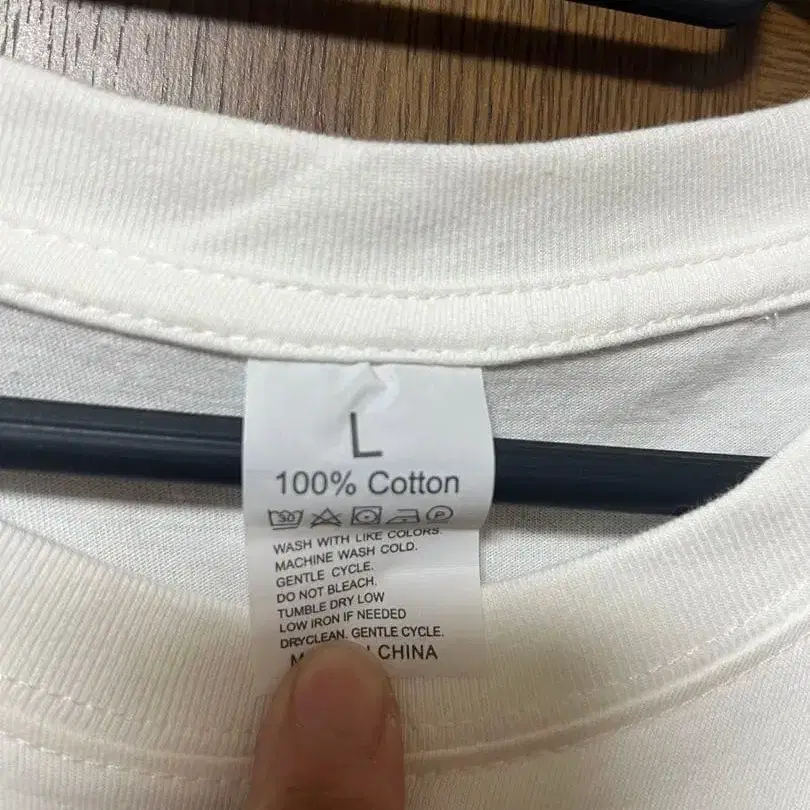 L
100% Cotton
30 P
WASH WITH LIKE COLORS.
MACHINE WASH COLD.
GENTLE CYCLE.
DO NOT BLEACH.
TUMBLE DRY LOW
LOW IRON IF NEEDED
DRYCLEAN. GENTLE CYCLE.
CHINA